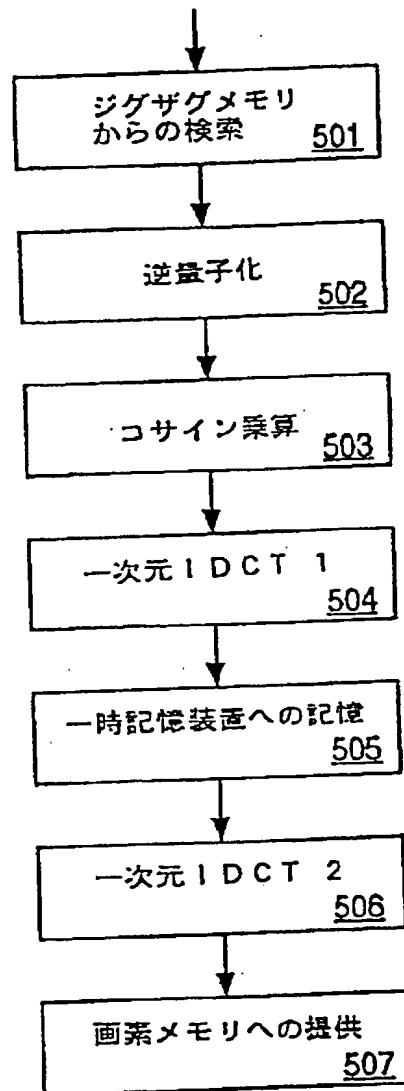 ジグザグメモリ
からの検索 501
逆量子化
502
コサイン乗算
503
一次元IDCT 1
504
一時記憶装置への記憶
505
一次元IDCT 2
506
画素メモリへの提供
507